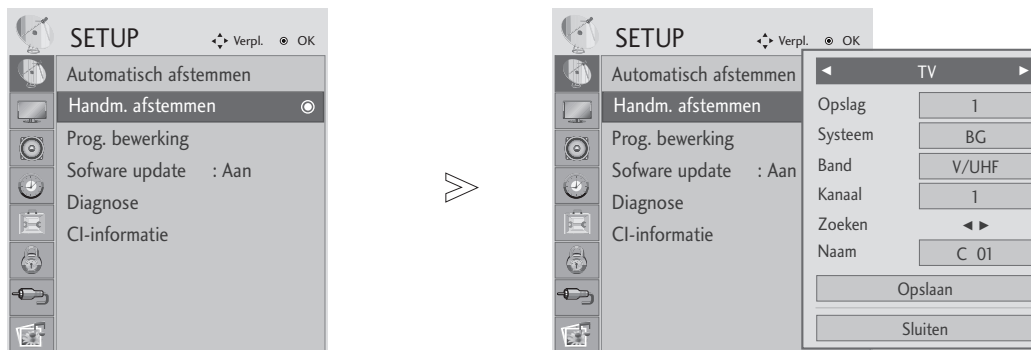 SETUP Verpl. OK
Automatisch afstemmen
Handm. afstemmen
Prog. bewerking
Sofware update : Aan
Diagnose
CI-informatie
SETUP Verpl. OK
Automatisch afstemmen
Handm. afstemmen
Prog. bewerking
Sofware update : Aan
Diagnose
CI-informatie
◄ TV ►
Opslag 1
Systeem BG
Band V/UHF
Kanaal 1
Zoeken ◄ ►
Naam C 01
Opslaan
Sluiten